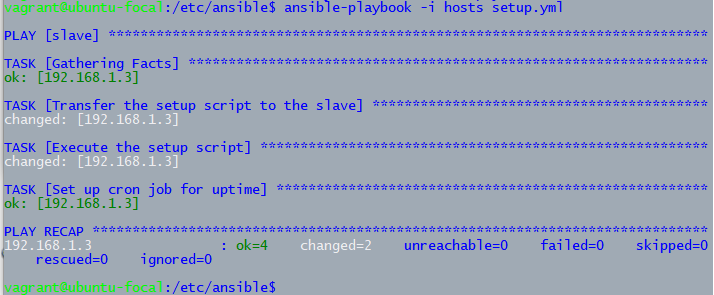 vagrant@ubuntu-focal:/etc/ansible$ ansible-playbook -i hosts setup.yml
PLAY [slave] ***************************************************************************
TASK [Gathering Facts] *****************************************************************
ok: [192.168.1.3]
TASK [Transfer the setup script to the slave] ******************************************
changed: [192.168.1.3]
TASK [Execute the setup script] ********************************************************
changed: [192.168.1.3]
TASK [Set up cron job for uptime] ******************************************************
ok: [192.168.1.3]
PLAY RECAP *****************************************************************************
192.168.1.3                : ok=4    changed=2    unreachable=0    failed=0    skipped=0
rescued=0    ignored=0
vagrant@ubuntu-focal:/etc/ansible$